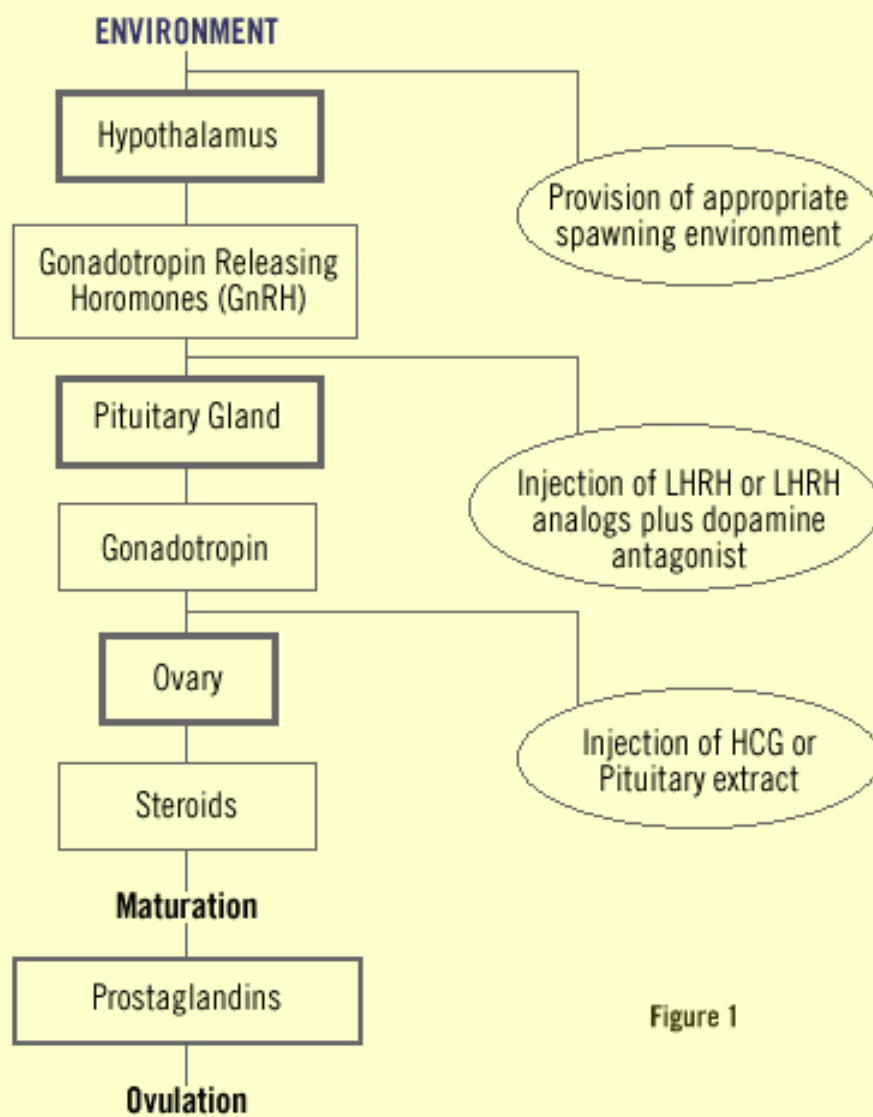 ENVIRONMENT
Hypothalamus
Provision of appropriate
spawning environment
Gonadotropin Releasing
Horomones (GnRH)
Pituitary Gland
Injection of LHRH or LHRH
analogs plus dopamine
antagonist
Gonadotropin
Ovary
Injection of HCG or
Pituitary extract
Steroids
Maturation
Prostaglandins
Figure 1
Ovulation